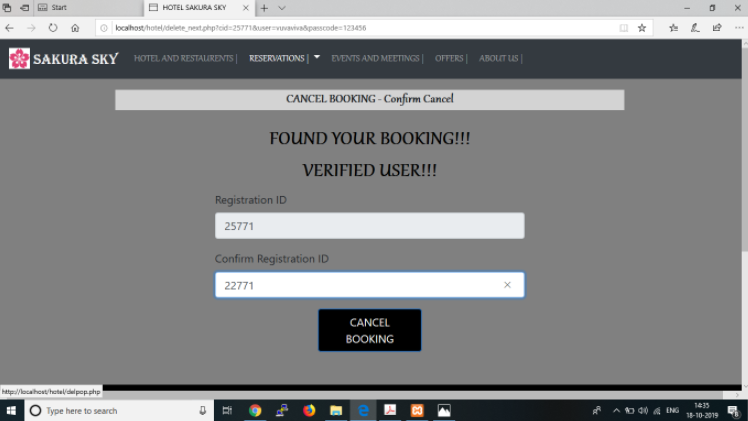 Start
HOTEL SAKURA SKY
localhost/hotel/delete_next.php?cid=25771&user=vuvaviva&passcode=123456
SAKURA SKY
HOTEL AND RESTAURENTS | RESERVATIONS | EVENTS AND MEETINGS | OFFERS | ABOUT US |
CANCEL BOOKING - Confirm Cancel
FOUND YOUR BOOKING!!!
VERIFIED USER!!!
Registration ID
25771
Confirm Registration ID
22771
CANCEL
BOOKING
http://localhost/hotel/delpop.php
Type here to search
ENG
14:35
18-10-2019
8